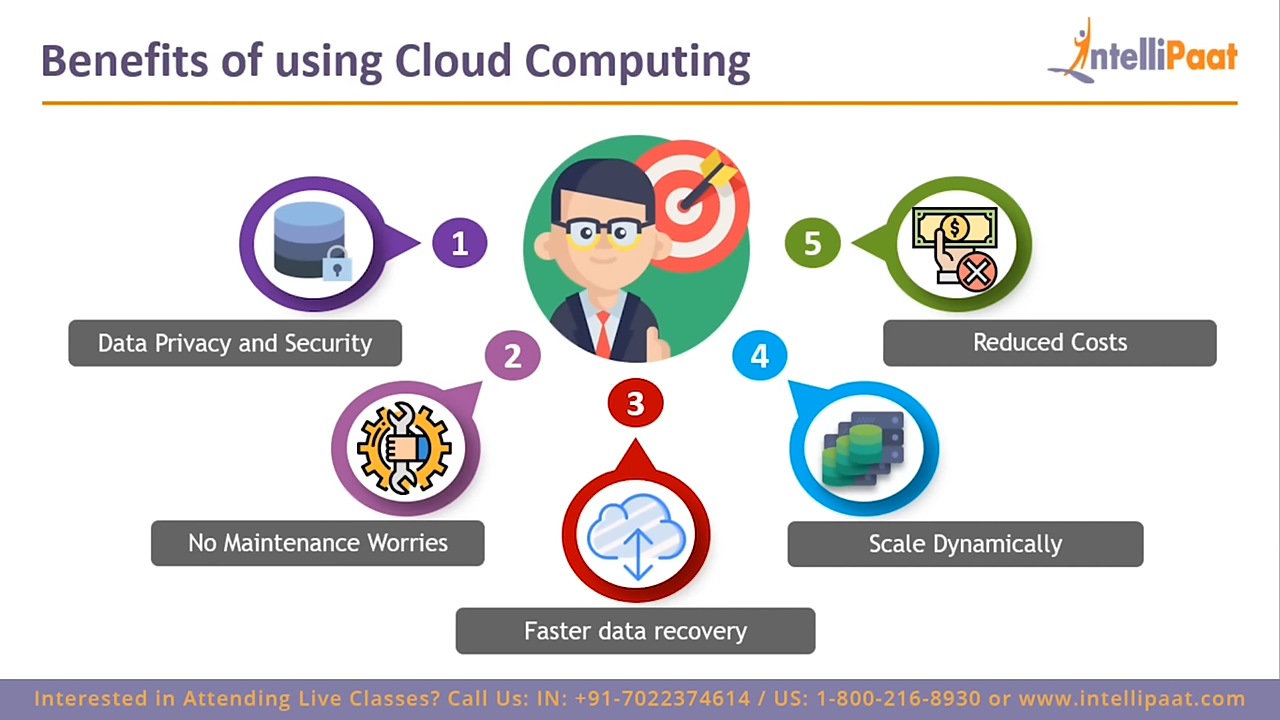 Benefits of using Cloud Computing
IntelliPaat
1
5
Data Privacy and Security
Reduced Costs
2
4
3
No Maintenance Worries
Scale Dynamically
Faster data recovery
Interested in Attending Live Classes? Call Us: IN: +91-7022374614 / US: 1-800-216-8930 or www.intellipaat.com